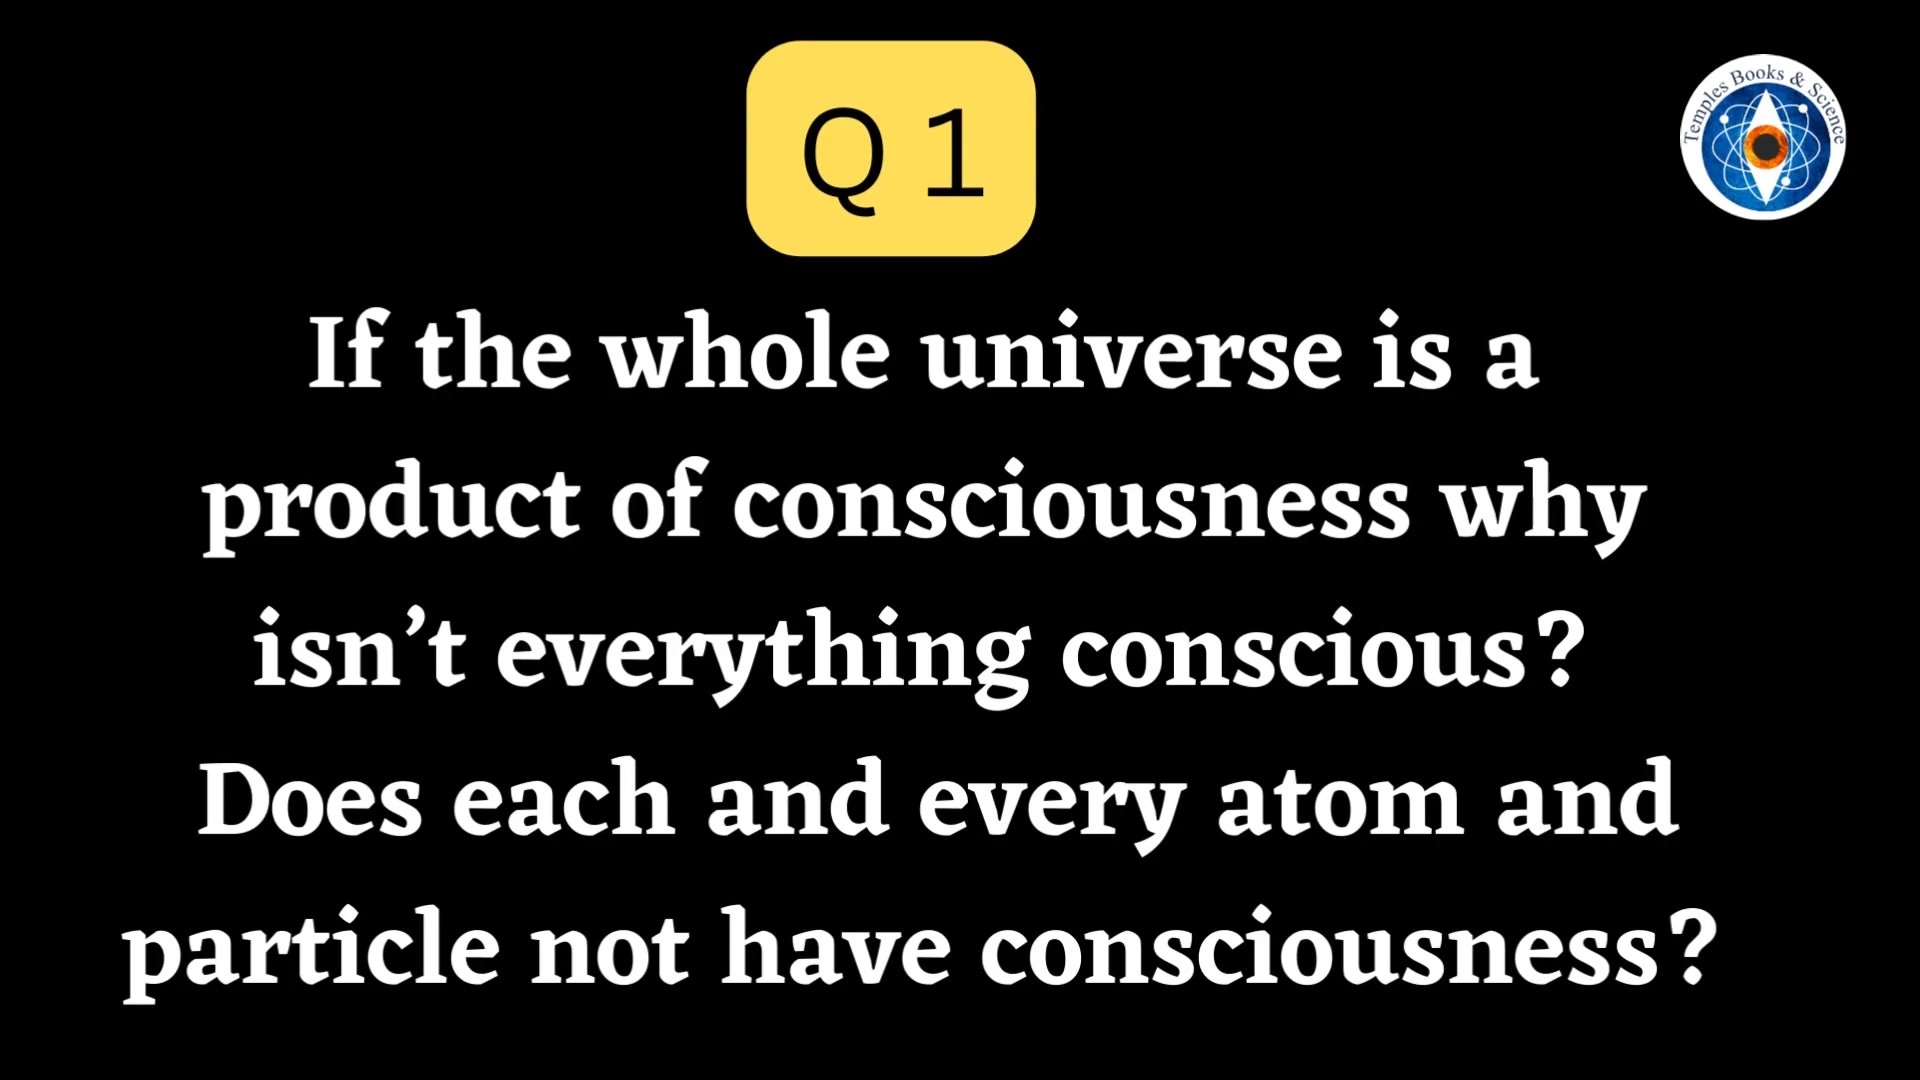 Q 1
Temples Books & Science
If the whole universe is a
product of consciousness why
isn’t everything conscious?
Does each and every atom and
particle not have consciousness?